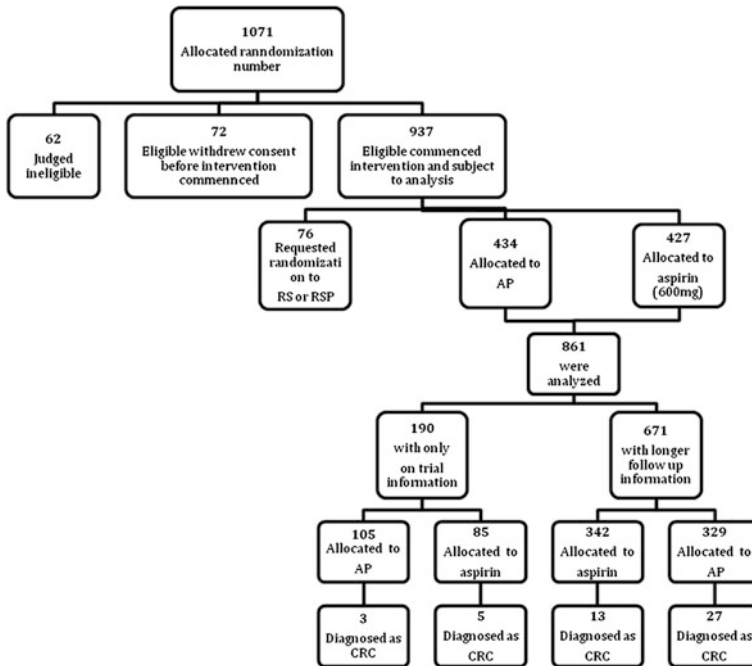 1071
Allocated ranndomization
number
62
Judged
ineligible
72
Eligible withdrew consent
before intervention
commennced
937
Eligible commenced
intervention and subject
to analysis
76
Requested
randomizati
on to
RS or RSP
434
Allocated to
AP
427
Allocated to
aspirin
(600mg)
861
were
analyzed
190
with only
on trial
information
671
with longer
follow up
information
105
Allocated to
AP
85
Allocated to
aspirin
342
Allocated to
aspirin
329
Allocated to
AP
3
Diagnosed as
CRC
5
Diagnosed as
CRC
13
Diagnosed as
CRC
27
Diagnosed as
CRC